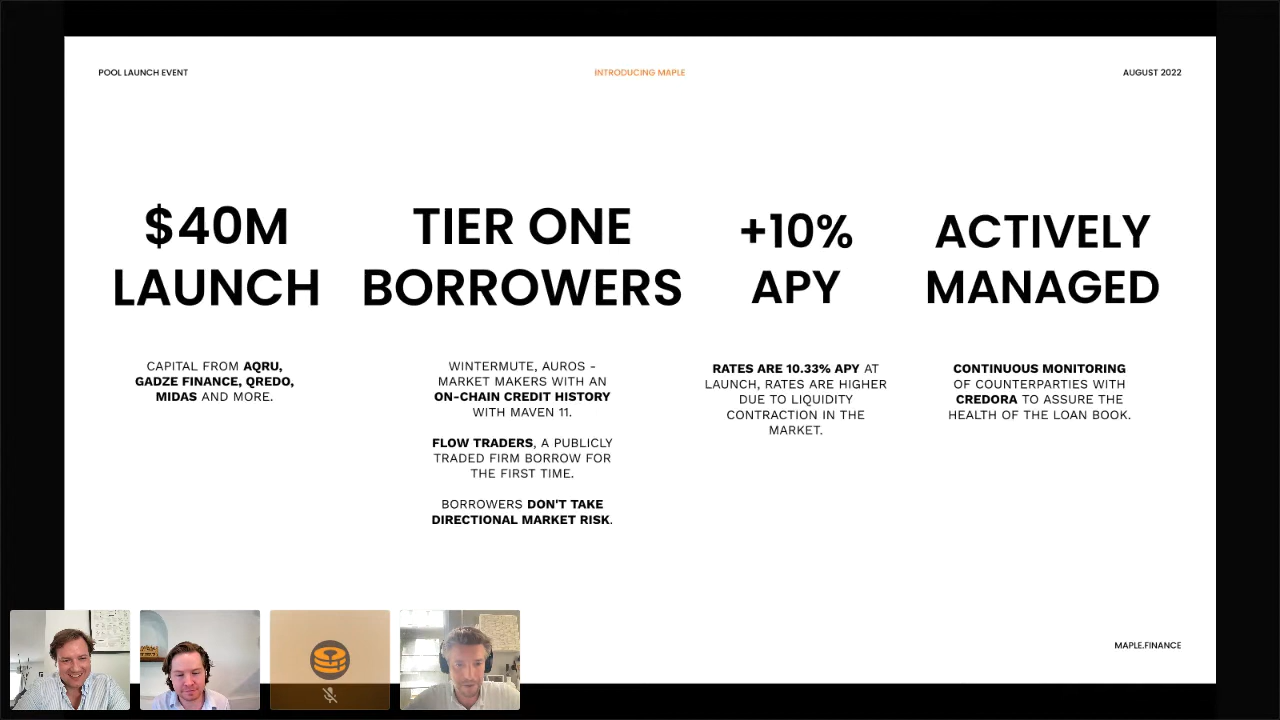 POOL LAUNCH EVENT
INTRODUCING MAPLE
AUGUST 2022
$40M
LAUNCH
CAPITAL FROM AQRU,
GADZE FINANCE, QREDO,
MIDAS AND MORE.
TIER ONE
BORROWERS
WINTERMUTE, AUROS -
MARKET MAKERS WITH AN
ON-CHAIN CREDIT HISTORY
WITH MAVEN 11.
FLOW TRADERS, A PUBLICLY
TRADED FIRM BORROW FOR
THE FIRST TIME.
BORROWERS DON'T TAKE
DIRECTIONAL MARKET RISK.
+10%
APY
RATES ARE 10.33% APY AT
LAUNCH, RATES ARE HIGHER
DUE TO LIQUIDITY
CONTRACTION IN THE
MARKET.
ACTIVELY
MANAGED
CONTINUOUS MONITORING
OF COUNTERPARTIES WITH
CREDORA TO ASSURE THE
HEALTH OF THE LOAN BOOK.
MAPLE.FINANCE